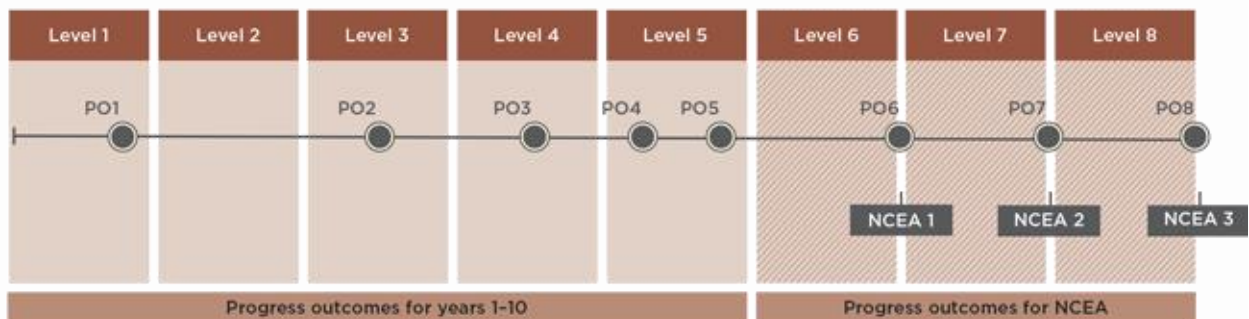 Level 1
Level 2
Level 3
Level 4
Level 5
Level 6
Level 7
Level 8
PO1
PO2
PO3
PO4
PO5
PO6
PO7
PO8
NCEA 1
NCEA 2
NCEA 3
Progress outcomes for years 1-10
Progress outcomes for NCEA